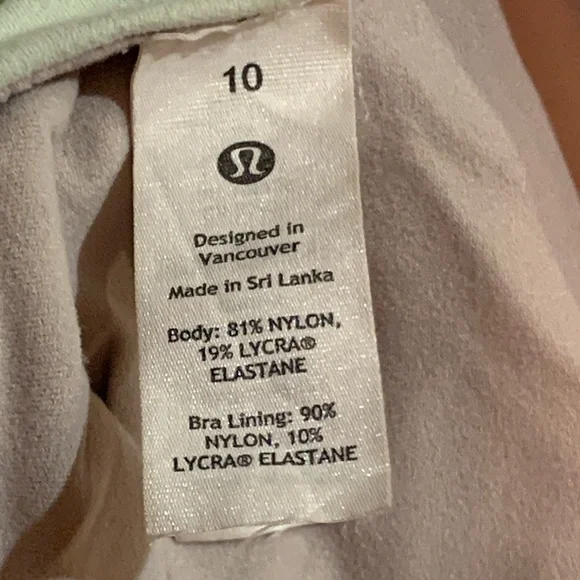 10
Designed in
Vancouver
Made in Sri Lanka
Body: 81% NYLON,
19% LYCRA®
ELASTANE
Bra Lining: 90%
NYLON, 10%
LYCRA® ELASTANE